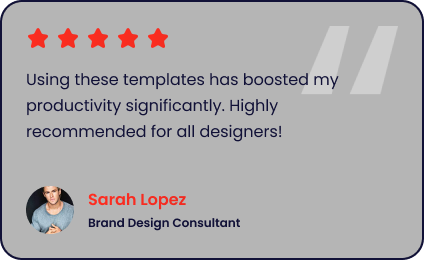 Using these templates has boosted my
productivity significantly. Highly
recommended for all designers!
Sarah Lopez
Brand Design Consultant